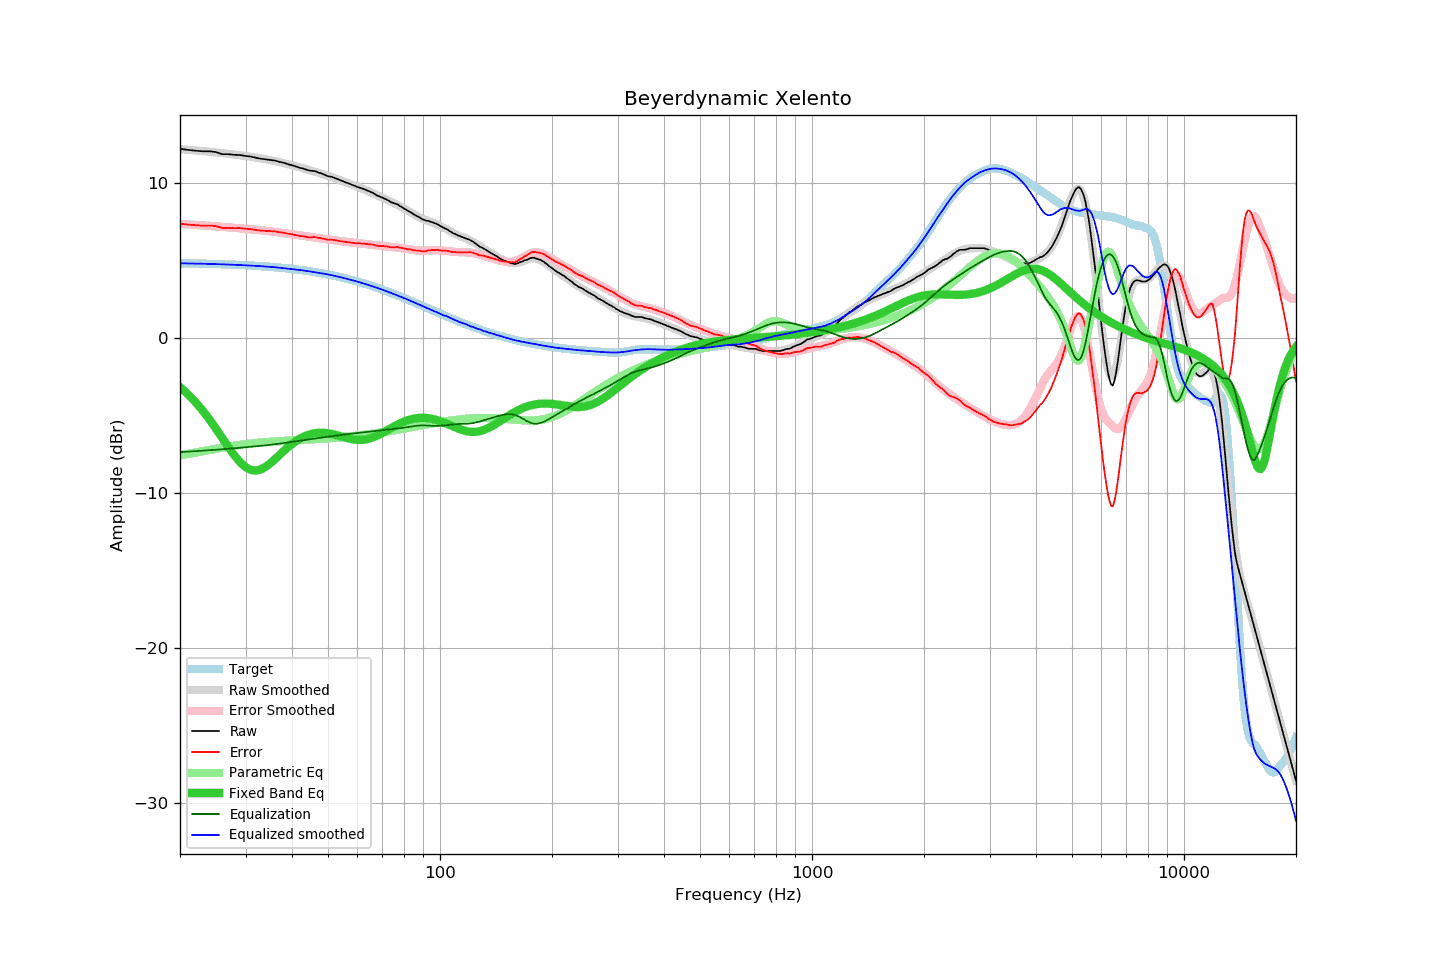 Beyerdynamic Xelento
10
0
−10
−20
−30
Amplitude (dBr)
Target
Raw Smoothed
Error Smoothed
Raw
Error
Parametric Eq
Fixed Band Eq
Equalization
Equalized smoothed
100
1000
10000
Frequency (Hz)